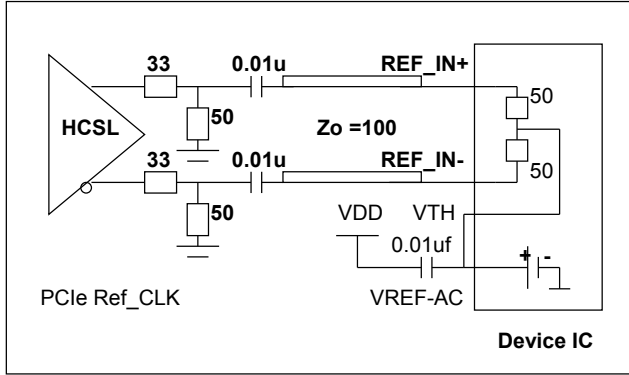 33 0.01u REF_IN+
50
HCSL 50 Zo =100
33 0.01u REF_IN-
50
50 VDD VTH
0.01uf
+ -
PCIe Ref_CLK VREF-AC
Device IC